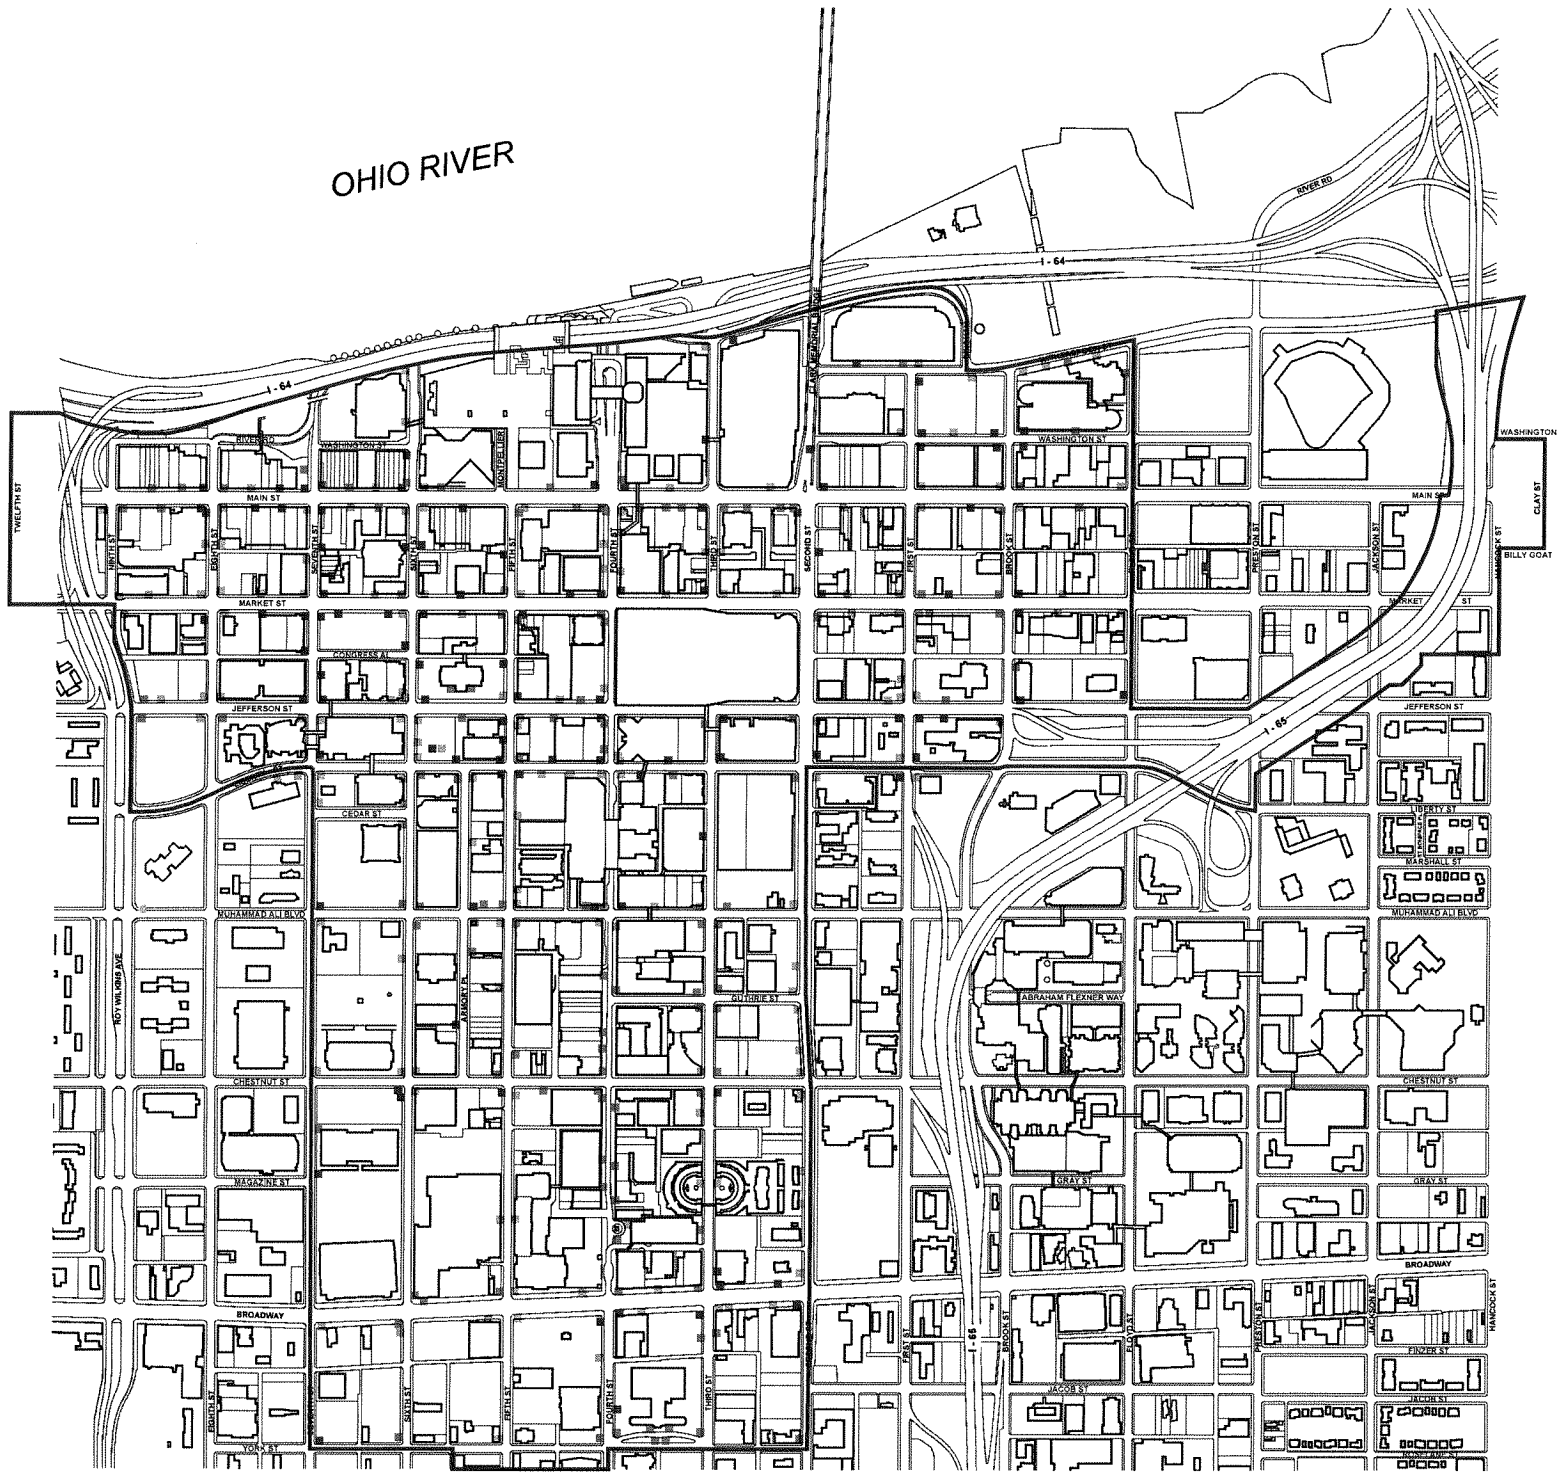 OHIO RIVER
RIVER RD
I - 64
CLARK MEMORIAL BRIDGE
I - 64
RIVER RD
WASHINGTON ST
MONTPELLIER
WASHINGTON ST
WASHINGTON
TWELFTH ST
MAIN ST
MAIN ST
CLAY ST
NINTH ST
EIGHTH ST
SEVENTH ST
SIXTH ST
FIFTH ST
FOURTH ST
THIRD ST
SECOND ST
FIRST ST
BROOK ST
PRESTON ST
JACKSON ST
HANCOCK ST
BILLY GOAT
MARKET ST
MARKET ST
CONGRESS AL
JEFFERSON ST
JEFFERSON ST
I - 65
CEDAR ST
LIBERTY ST
MARSHALL ST
MUHAMMAD ALI BLVD
MUHAMMAD ALI BLVD
ROY WILKINS AVE
ARMORY PL
GUTHRIE ST
ABRAHAM FLEXNER WAY
CHESTNUT ST
CHESTNUT ST
MAGAZINE ST
GRAY ST
GRAY ST
BROADWAY
BROADWAY
EIGHTH ST
SIXTH ST
FIFTH ST
FOURTH ST
THIRD ST
FIRST ST
I - 65
BROOK ST
FLOYD ST
PRESTON ST
JACKSON ST
HANCOCK ST
FINZER ST
JACOB ST
JACOB ST
YORK ST
ROSELANE ST